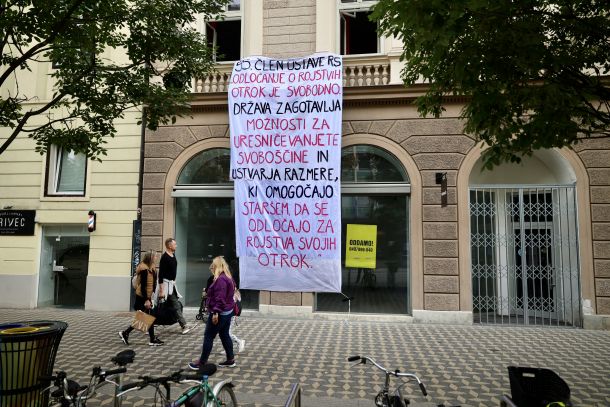 55. ČLEN USTAVE RS
ODLOČANJE O ROJSTVIH
OTROK JE SVOBODNO.
DRŽAVA ZAGOTAVLJA
MOŽNOSTI ZA
URESNIČEVANJE TE
SVOBOŠČINE IN
USTVARJA RAZMERE,
KI OMOGOČAJO
STARŠEM, DA SE
ODLOČAJO ZA
ROJSTVA SVOJIH
OTROK."
ODDAMO!
PRIVEC